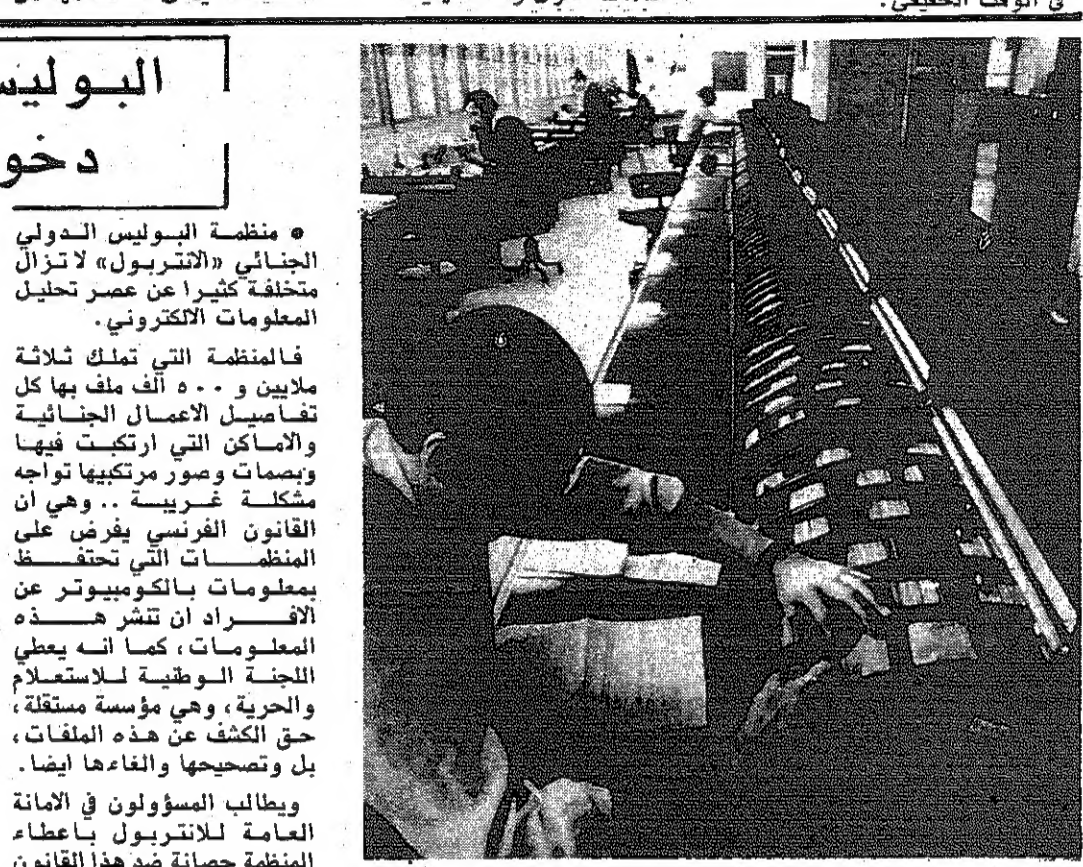 في الوقت الحقيقي.
البوليس
دخو
• منظمة البوليس الدولي
الجنائي «الانتربول» لا تزال
متخلفة كثيرا عن عصر تحليل
المعلومات الالكتروني.
فالمنظمة التي تملك ثلاثة
ملايين و ٥٠٠ الف ملف بها كل
تفاصيل الاعمال الجنائية
والاماكن التي ارتكبت فيها
وبصمات وصور مرتكبيها تواجه
مشكلة غريبة .. وهي ان
القانون الفرنسي يفرض على
المنظمات التي تحتفظ
بمعلومات بالكومبيوتر عن
الافراد ان تنشر هذه
المعلومات، كما انه يعطي
اللجنة الوطنية للاستعلام
والحرية، وهي مؤسسة مستقلة،
حق الكشف عن هذه الملفات،
بل وتصحيحها والغاءها ايضا.
ويطالب المسؤولون في الامانة
العامة للانتربول باعطاء
المنظمة حصانة ضد هذا القانون